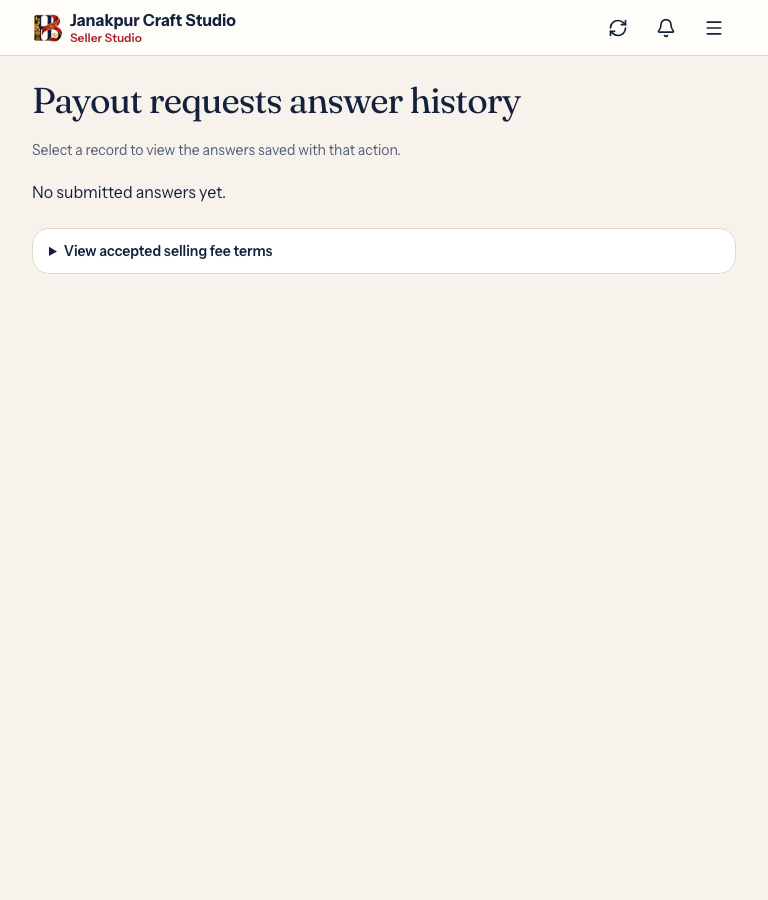 Janakpur Craft Studio
Seller Studio
Payout requests answer history
Select a record to view the answers saved with that action.
No submitted answers yet.
View accepted selling fee terms